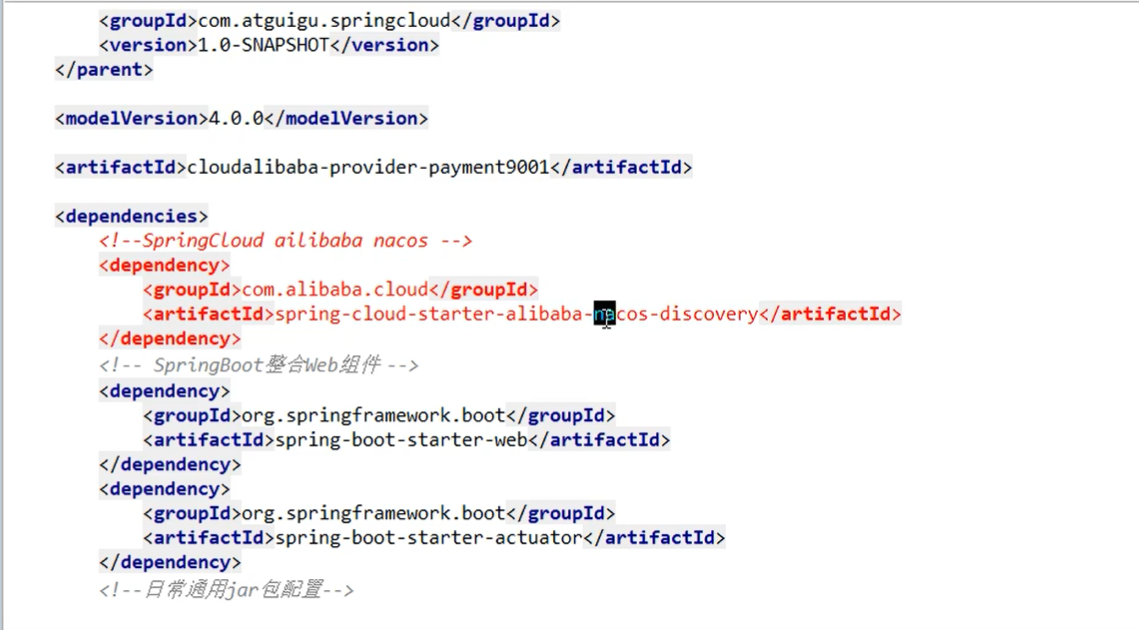 <groupId>com.atguigu.springcloud</groupId>
<version>1.0-SNAPSHOT</version>
</parent>
<modelVersion>4.0.0</modelVersion>
<artifactId>cloudalibaba-provider-payment9001</artifactId>
<dependencies>
<!--SpringCloud ailibaba nacos -->
<dependency>
<groupId>com.alibaba.cloud</groupId>
<artifactId>spring-cloud-starter-alibaba-nacos-discovery</artifactId>
</dependency>
<!-- SpringBoot整合Web组件 -->
<dependency>
<groupId>org.springframework.boot</groupId>
<artifactId>spring-boot-starter-web</artifactId>
</dependency>
<dependency>
<groupId>org.springframework.boot</groupId>
<artifactId>spring-boot-starter-actuator</artifactId>
</dependency>
<!--日常通用jar包配置-->